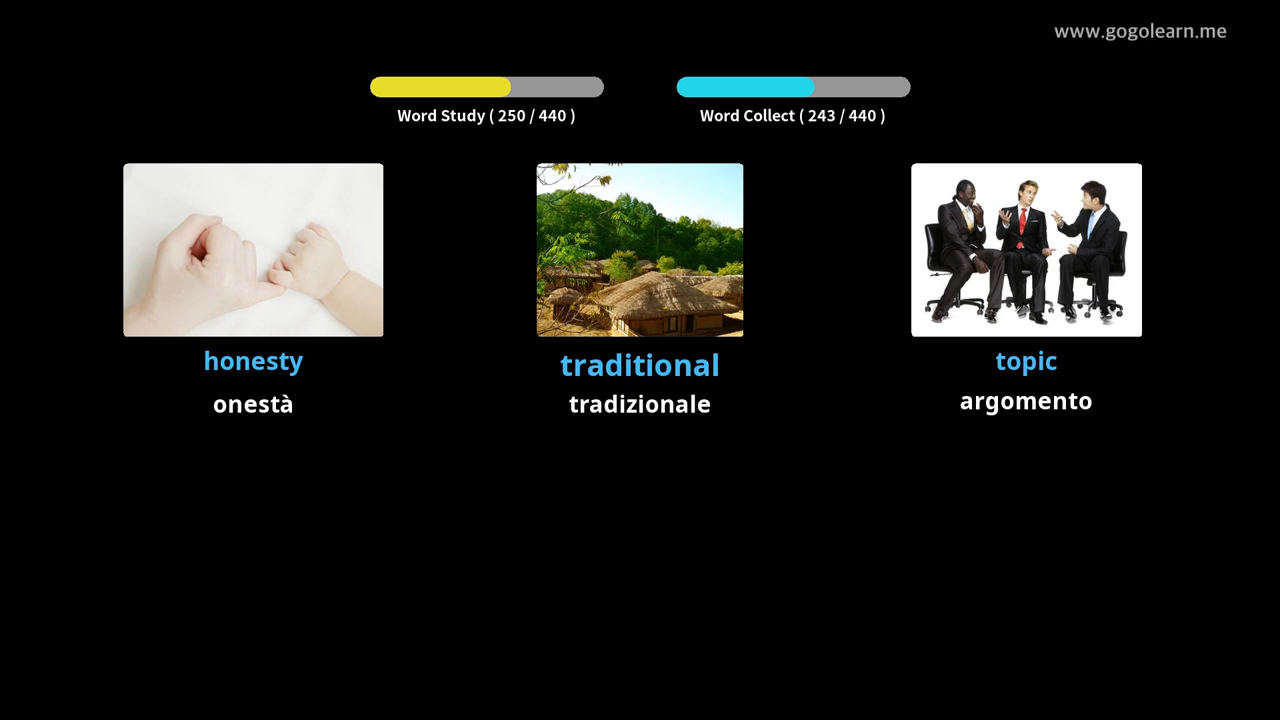 www.gogolearn.me
Word Study ( 250 / 440 )
Word Collect ( 243 / 440 )
honesty
onestà
traditional
tradizionale
topic
argomento